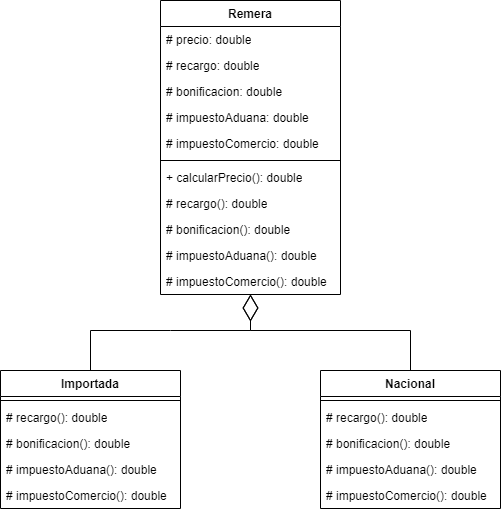 Remera
# precio: double
# recargo: double
# bonificacion: double
# impuestoAduana: double
# impuestoComercio: double
+ calcularPrecio(): double
# recargo(): double
# bonificacion(): double
# impuestoAduana(): double
# impuestoComercio(): double
Importada
# recargo(): double
# bonificacion(): double
# impuestoAduana(): double
# impuestoComercio(): double
Nacional
# recargo(): double
# bonificacion(): double
# impuestoAduana(): double
# impuestoComercio(): double